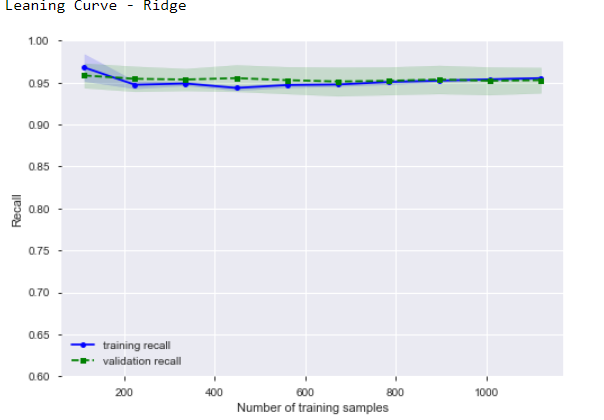 Leaning Curve - Ridge
1.00
0.95
0.90
0.85
0.80
0.75
0.70
0.65
0.60
Recall
training recall
validation recall
200 400 600 800 1000
Number of training samples